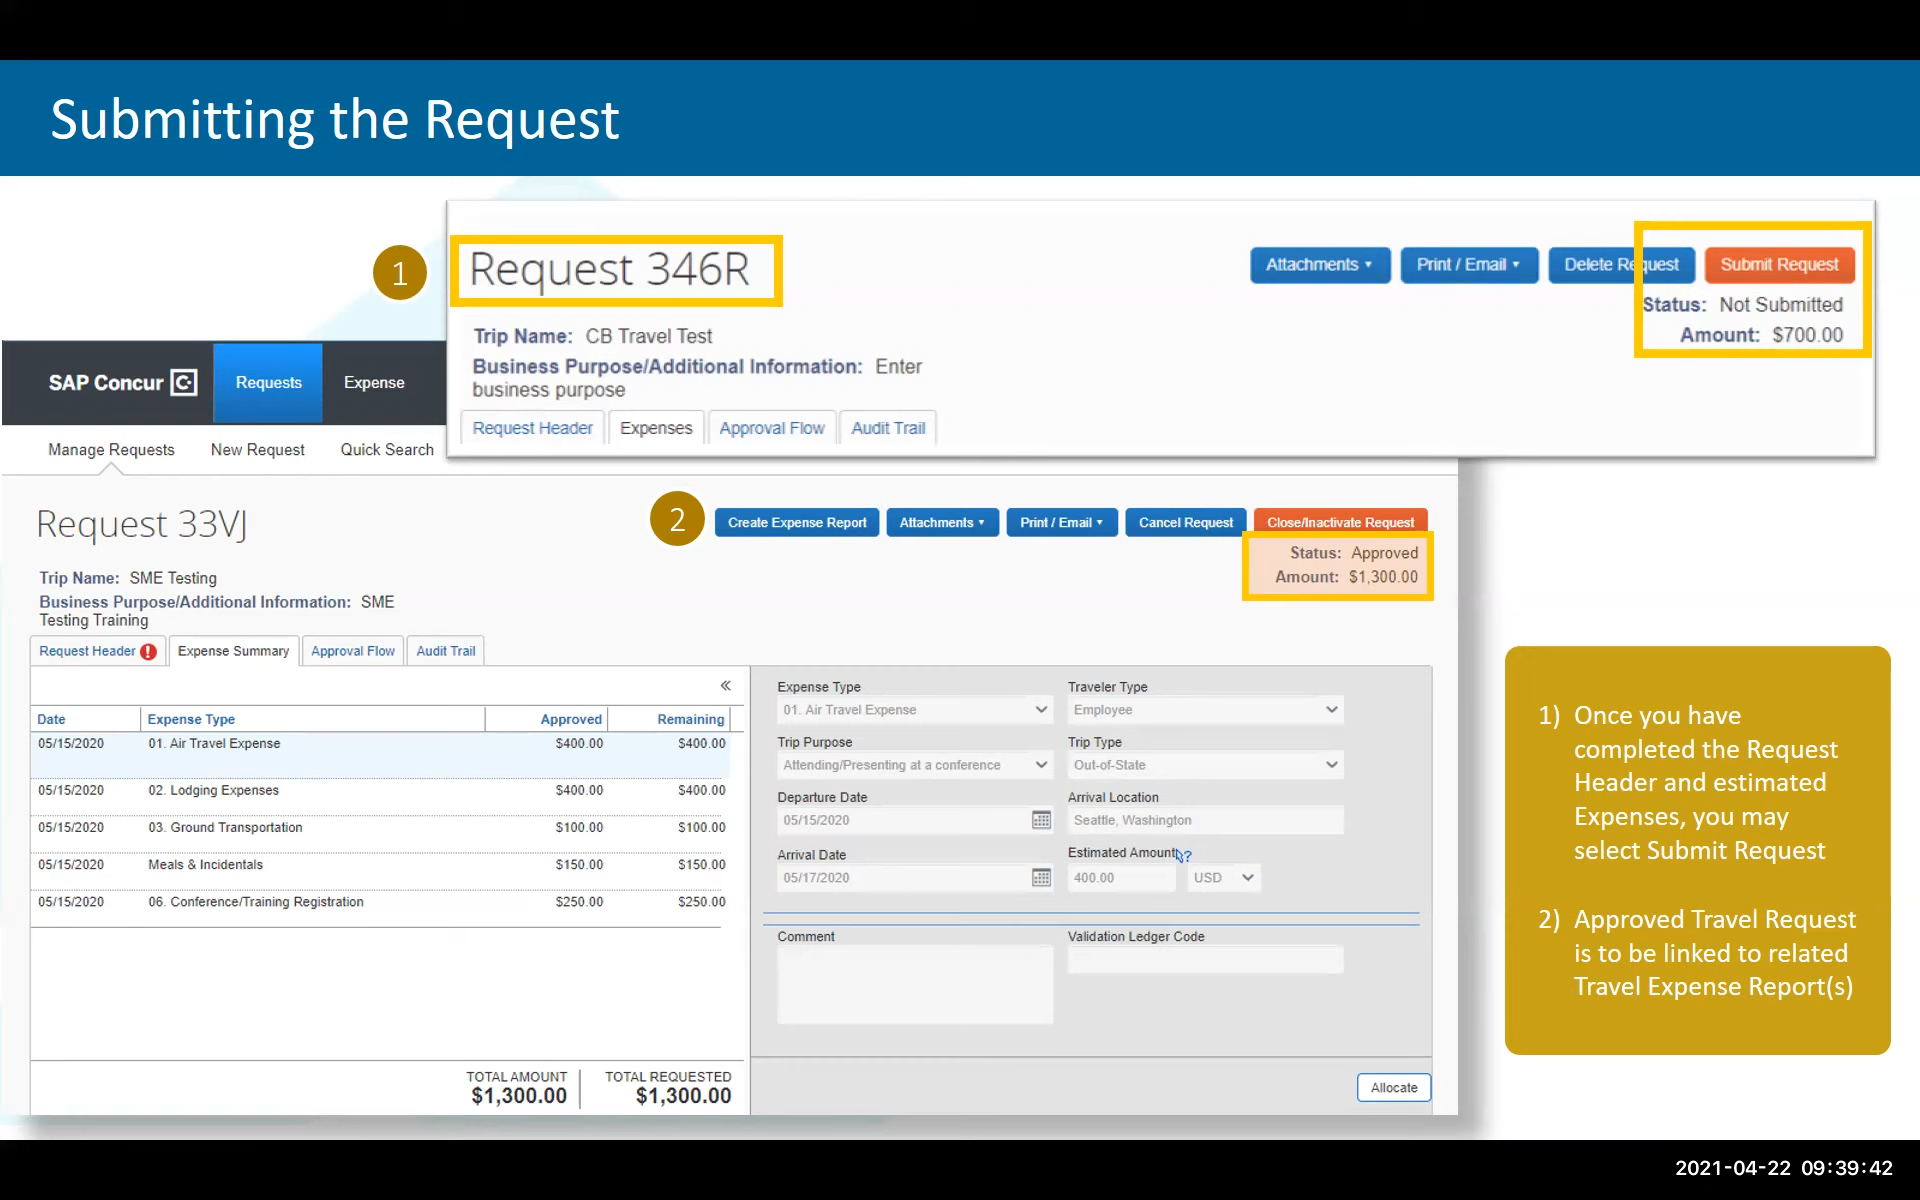 Submitting the Request
1
Request 346R
Attachments
Print / Email
Delete Request
Submit Request
Status: Not Submitted
Amount: $700.00
Trip Name: CB Travel Test
Business Purpose/Additional Information: Enter
business purpose
Request Header
Expenses
Approval Flow
Audit Trail
SAP Concur C
Requests
Expense
Manage Requests
New Request
Quick Search
Request 33VJ
2
Create Expense Report
Attachments
Print / Email
Cancel Request
Close/Inactivate Request
Status: Approved
Amount: $1,300.00
Trip Name: SME Testing
Business Purpose/Additional Information: SME
Testing Training
Request Header !
Expense Summary
Approval Flow
Audit Trail
«
Date Expense Type Approved Remaining
05/15/2020 01. Air Travel Expense $400.00 $400.00
05/15/2020 02. Lodging Expenses $400.00 $400.00
05/15/2020 03. Ground Transportation $100.00 $100.00
05/15/2020 Meals & Incidentals $150.00 $150.00
05/15/2020 06. Conference/Training Registration $250.00 $250.00
TOTAL AMOUNT
$1,300.00
TOTAL REQUESTED
$1,300.00
Expense Type
01. Air Travel Expense
Traveler Type
Employee
Trip Purpose
Attending/Presenting at a conference
Trip Type
Out-of-State
Departure Date
05/15/2020
Arrival Location
Seattle, Washington
Arrival Date
05/17/2020
Estimated Amount ?
400.00 USD
Comment
Validation Ledger Code
Allocate
1) Once you have
completed the Request
Header and estimated
Expenses, you may
select Submit Request
2) Approved Travel Request
is to be linked to related
Travel Expense Report(s)
2021-04-22 09:39:42